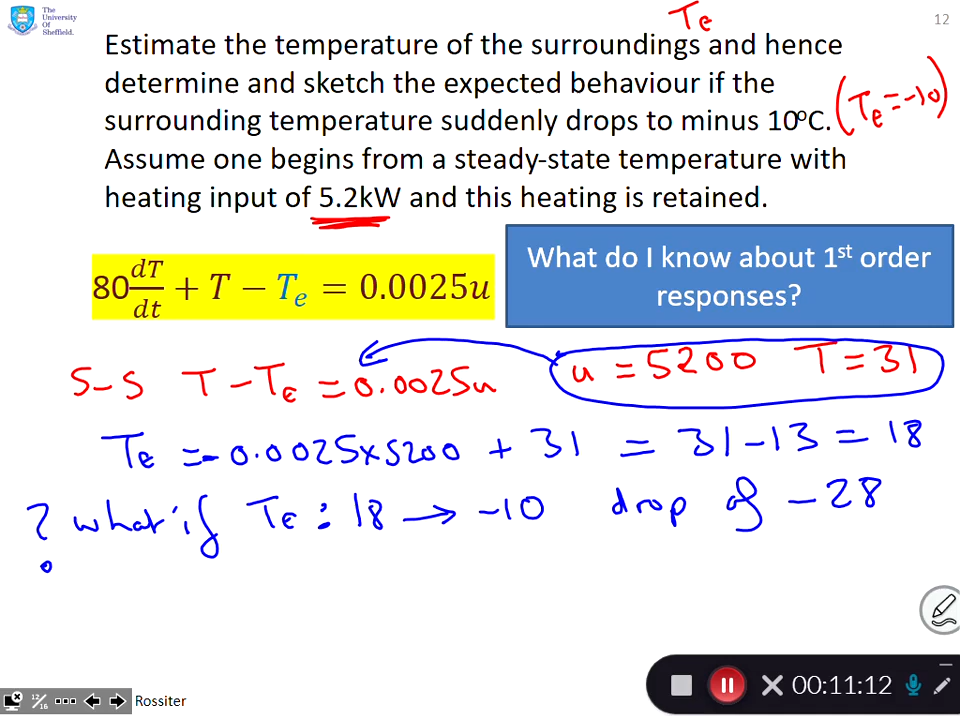 The
University
Of
Sheffield.
12
Te
Estimate the temperature of the surroundings and hence
determine and sketch the expected behaviour if the
surrounding temperature suddenly drops to minus 10ºC.
(Te = -10)
Assume one begins from a steady-state temperature with
heating input of 5.2kW and this heating is retained.
80 dT/dt + T − Te = 0.0025u
What do I know about 1st order
responses?
S-S T - Te = 0.0025u
u = 5200 T = 31
Te = -0.0025x5200 + 31 = 31 - 13 = 18
? what if Te : 18 → -10 drop of -28
12/16
Rossiter
00:11:12